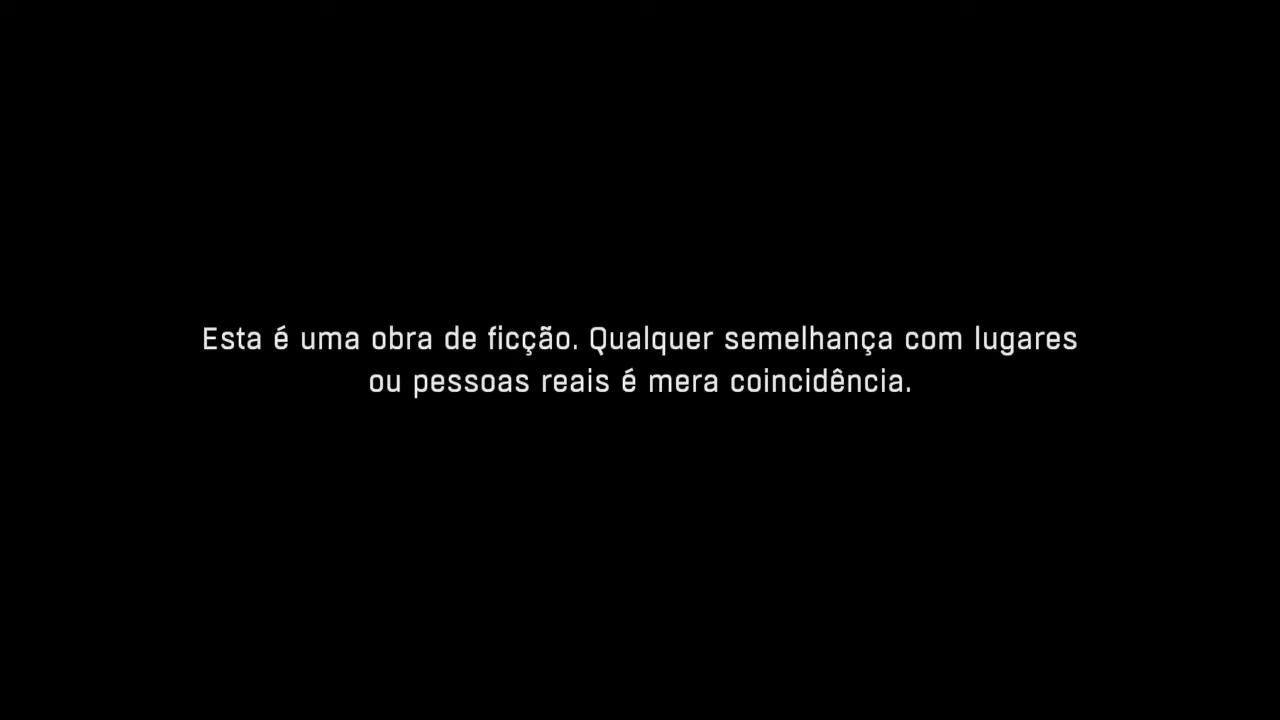 Esta é uma obra de ficção. Qualquer semelhança com lugares
ou pessoas reais é mera coincidência.